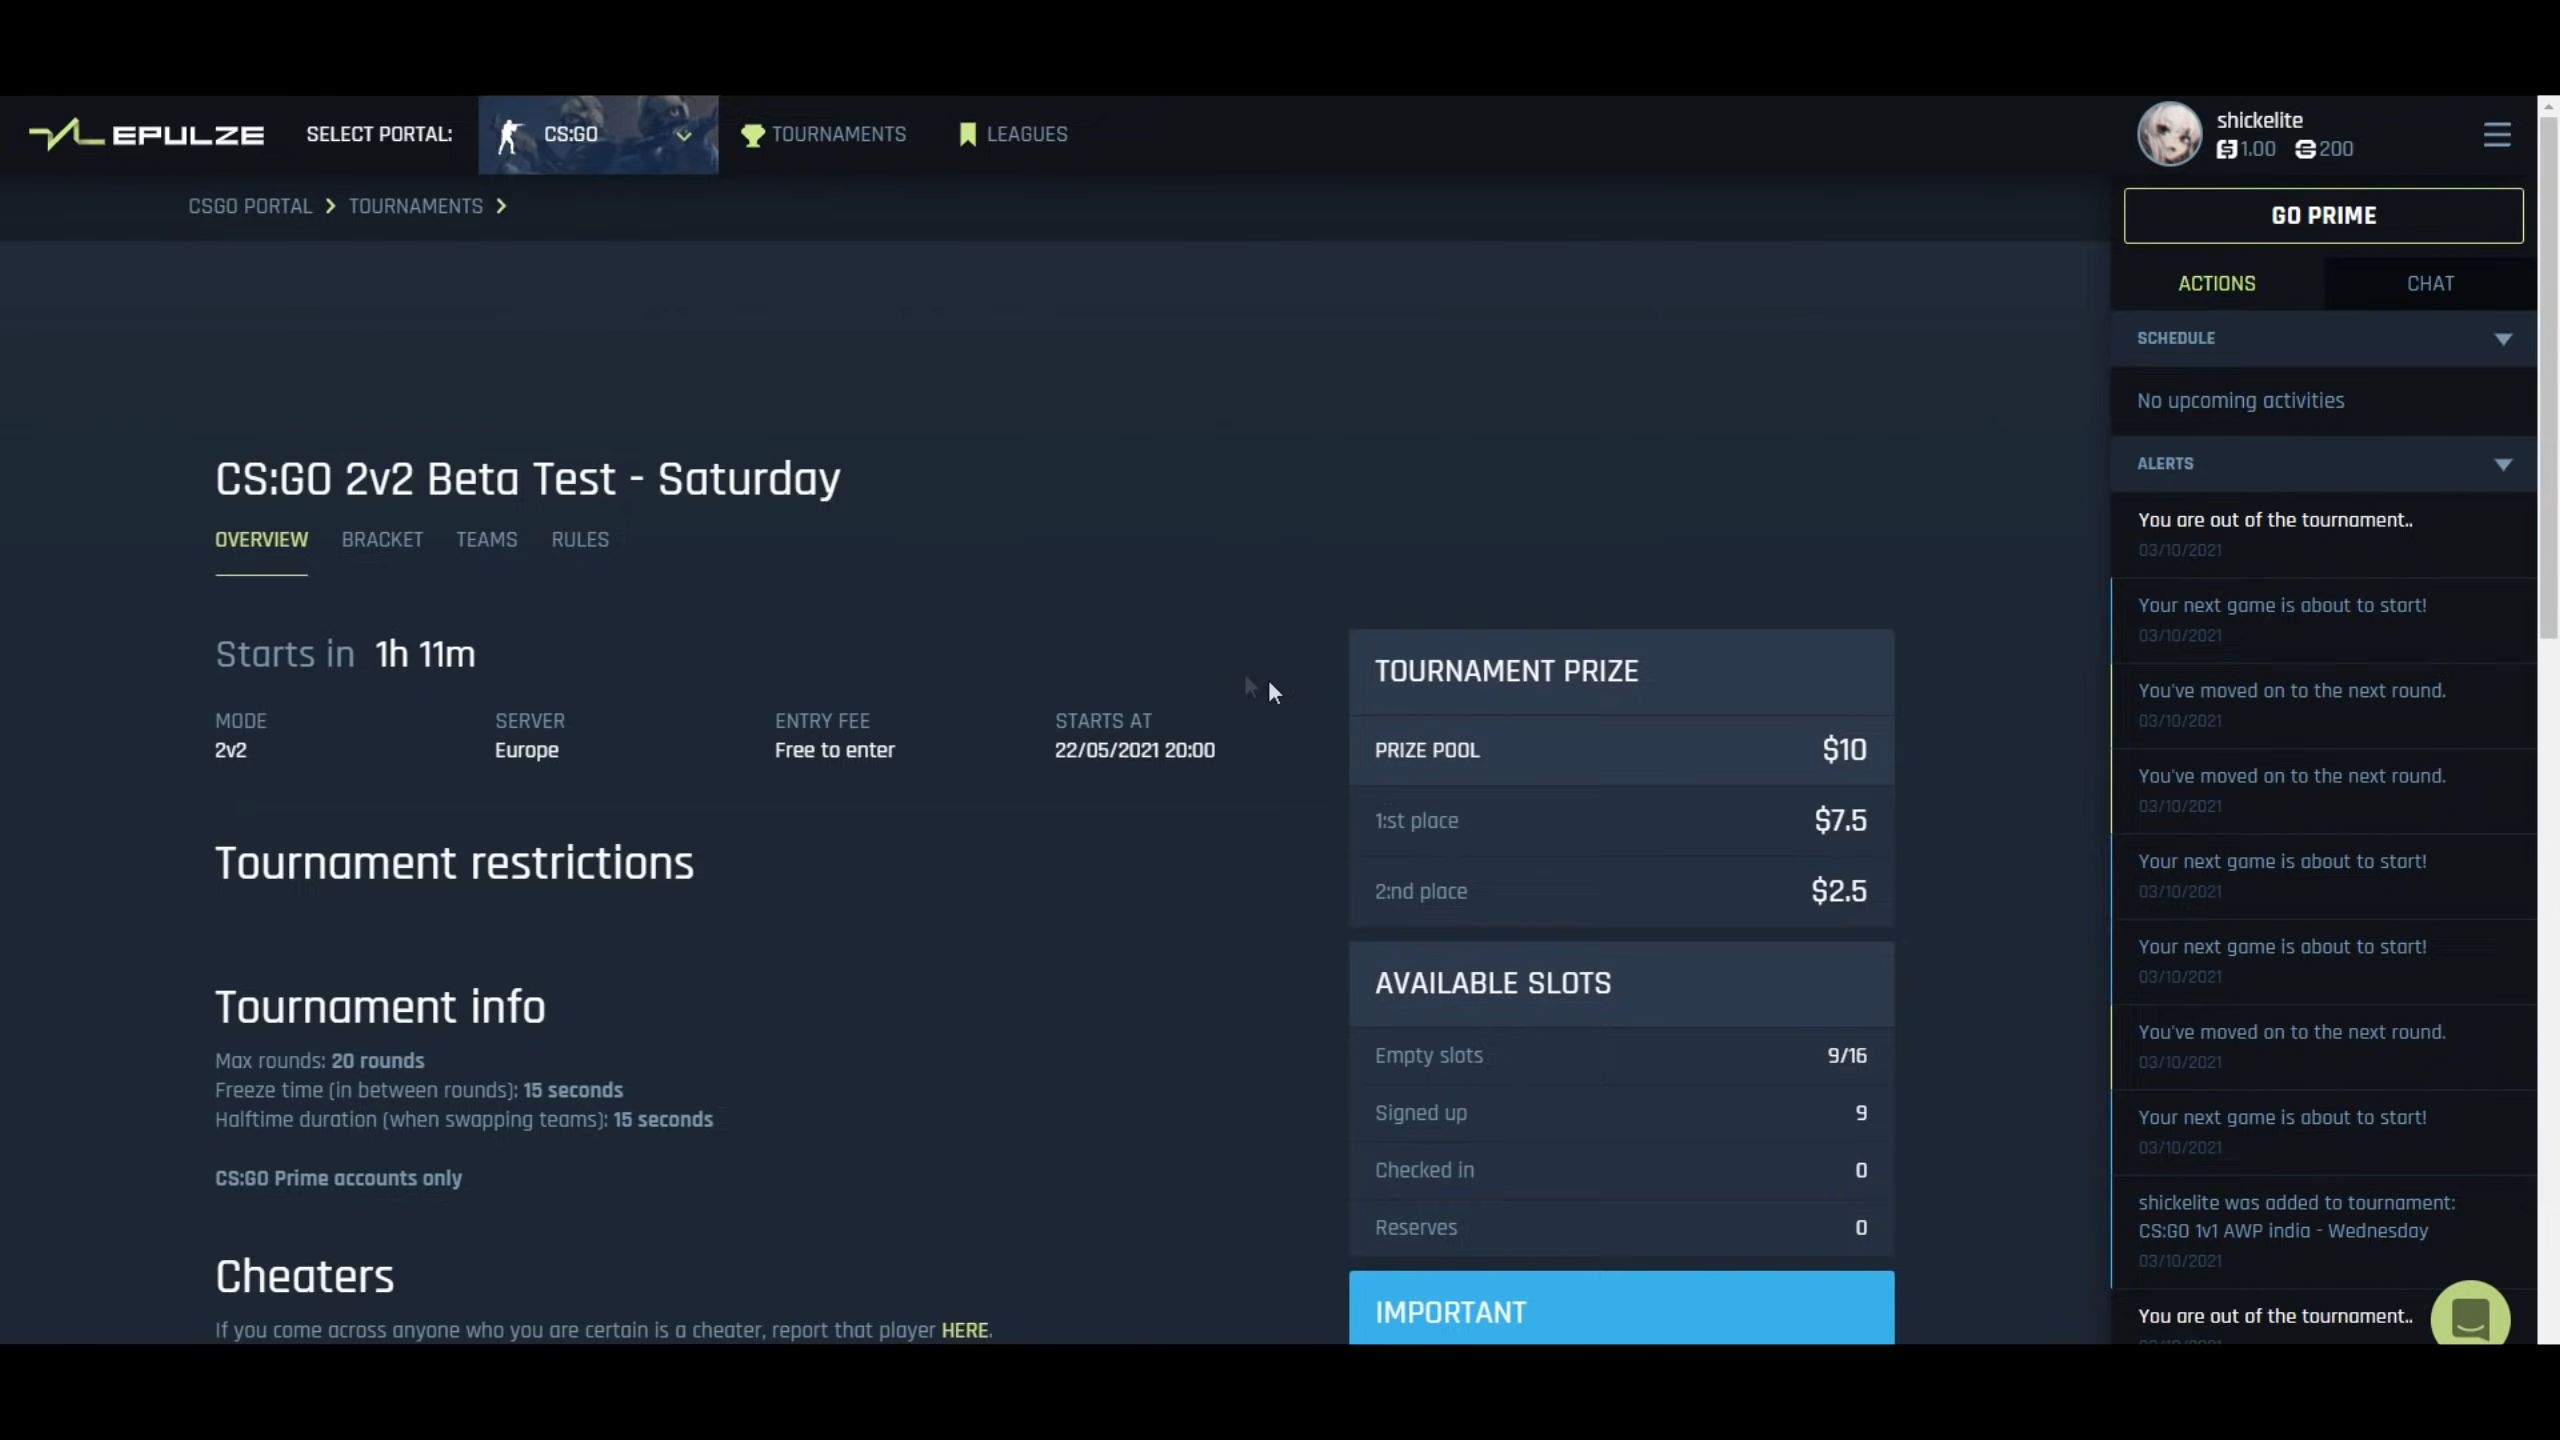 EPULZE
SELECT PORTAL:
CS:GO
TOURNAMENTS
LEAGUES
shickelite
1.00 200
CSGO PORTAL
TOURNAMENTS
GO PRIME
ACTIONS
CHAT
SCHEDULE
No upcoming activities
ALERTS
You are out of the tournament..
03/10/2021
Your next game is about to start!
03/10/2021
You've moved on to the next round.
03/10/2021
You've moved on to the next round.
03/10/2021
Your next game is about to start!
03/10/2021
Your next game is about to start!
03/10/2021
You've moved on to the next round.
03/10/2021
Your next game is about to start!
03/10/2021
shickelite was added to tournament:
CS:GO 1v1 AWP india - Wednesday
03/10/2021
You are out of the tournament..
CS:GO 2v2 Beta Test - Saturday
OVERVIEW
BRACKET
TEAMS
RULES
Starts in 1h 11m
MODE
2v2
SERVER
Europe
ENTRY FEE
Free to enter
STARTS AT
22/05/2021 20:00
Tournament restrictions
Tournament info
Max rounds: 20 rounds
Freeze time (in between rounds): 15 seconds
Halftime duration (when swapping teams): 15 seconds
CS:GO Prime accounts only
Cheaters
If you come across anyone who you are certain is a cheater, report that player HERE.
TOURNAMENT PRIZE
PRIZE POOL $10
1:st place $7.5
2:nd place $2.5
AVAILABLE SLOTS
Empty slots 9/16
Signed up 9
Checked in 0
Reserves 0
IMPORTANT